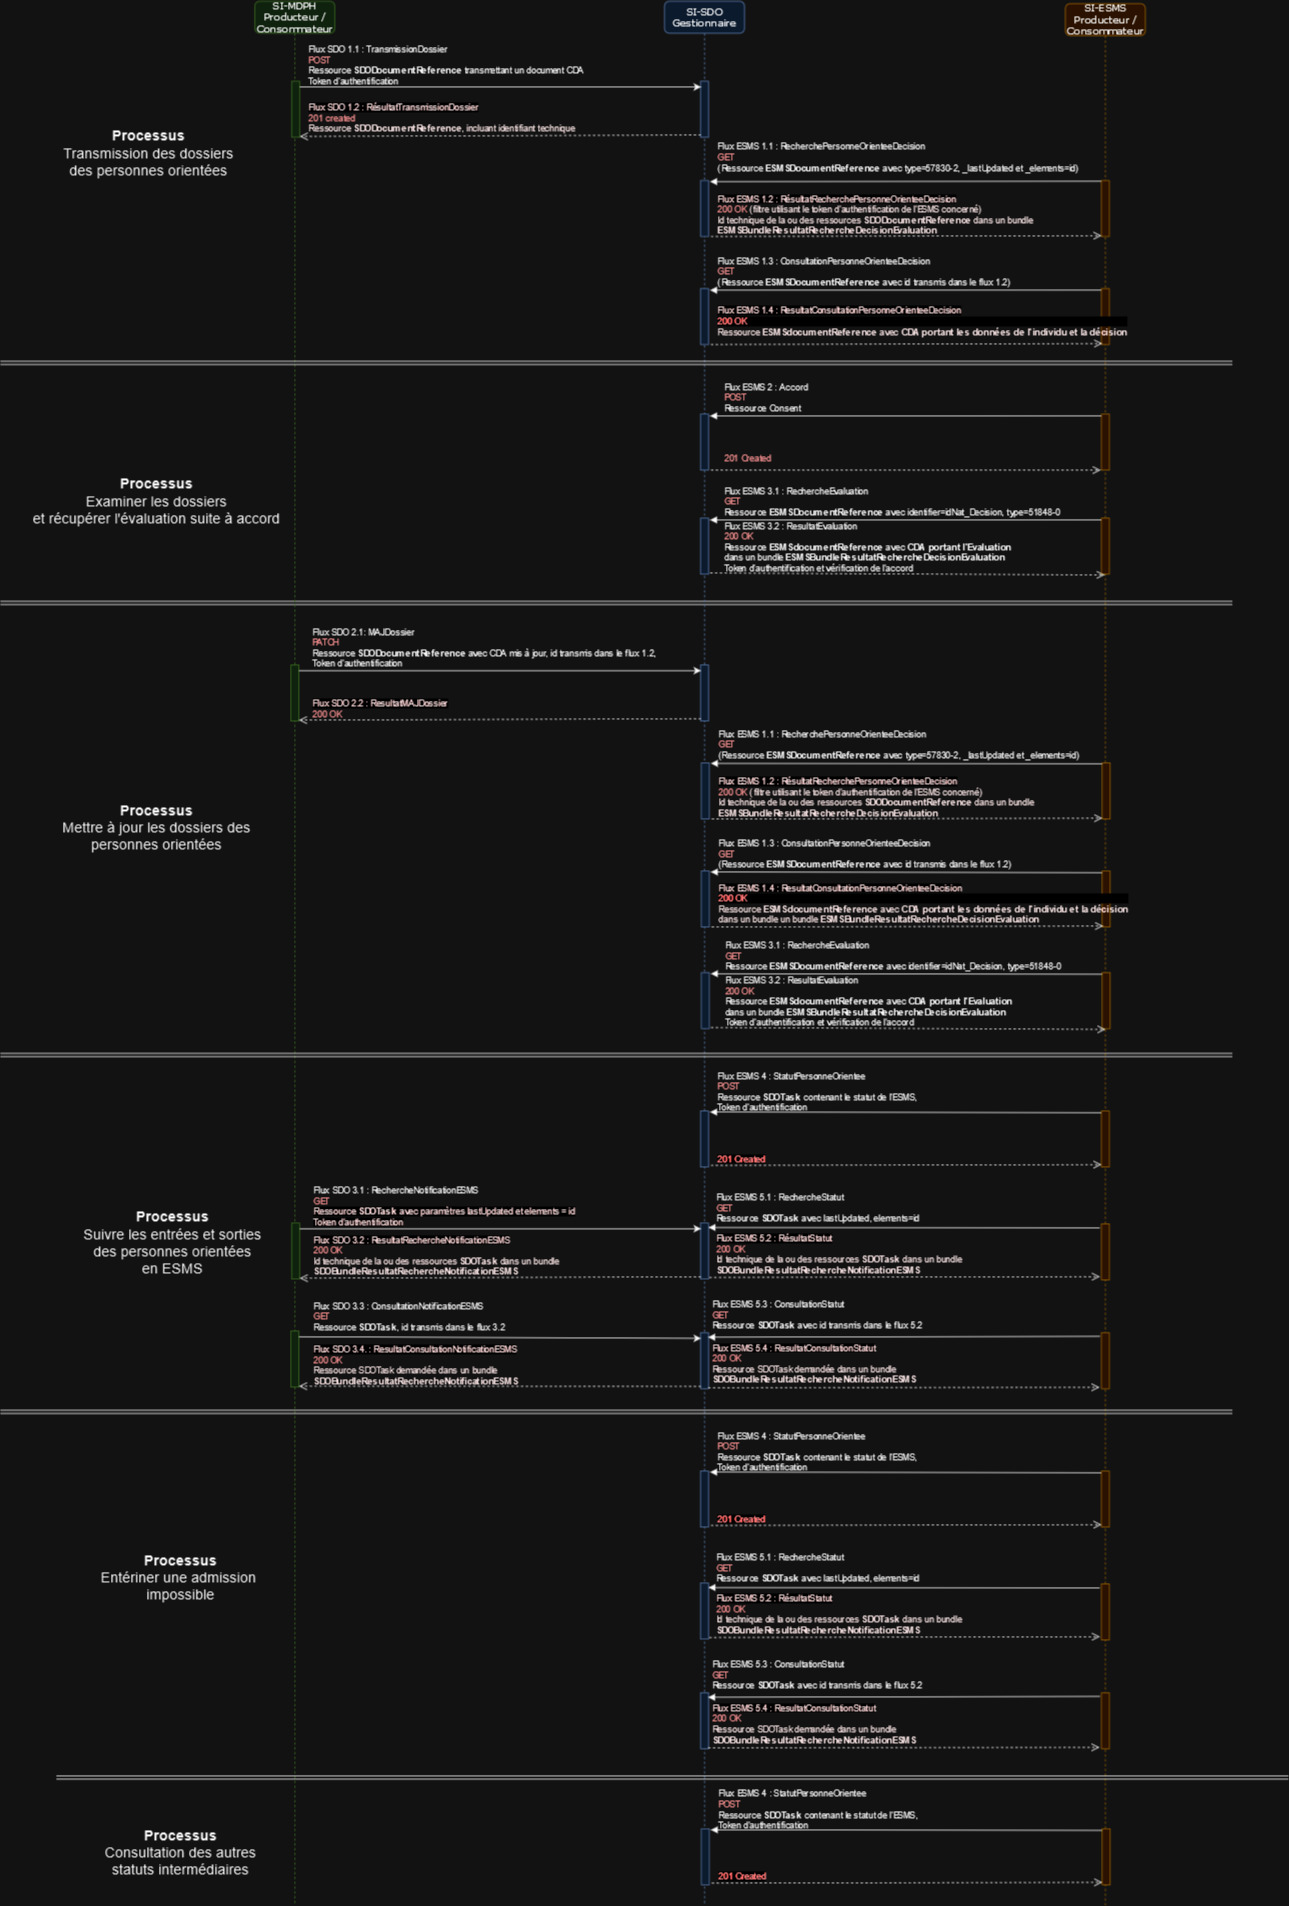 SI-MDPH
Producteur /
Consommateur
SI-SDO
Gestionnaire
SI-ESMS
Producteur /
Consommateur
Processus
Transmission des dossiers
des personnes orientées
Flux SDO 1.1 : TransmissionDossier
POST
Ressource SDODocumentReference transmettant un document CDA
Token d'authentification
Flux SDO 1.2 : RésultatTransmissionDossier
201 created
Ressource SDODocumentReference, incluant identifiant technique
Flux ESMS 1.1 : RecherchePersonneOrienteeDecision
GET
(Ressource ESMSDocumentReference avec type=57830-2, _lastUpdated et _elements=id)
Flux ESMS 1.2 : RésultatRecherchePersonneOrienteeDecision
200 OK (filtre utilisant le token d'authentification de l'ESMS concerné)
Id technique de la ou des ressources SDODocumentReference dans un bundle
ESMSBundleResultatRechercheDecisionEvaluation
Flux ESMS 1.3 : ConsultationPersonneOrienteeDecision
GET
(Ressource ESMSDocumentReference avec id transmis dans le flux 1.2)
Flux ESMS 1.4 : ResultatConsultationPersonneOrienteeDecision
200 OK
Ressource ESMSdocumentReference avec CDA portant les données de l'individu et la décision
Processus
Examiner les dossiers
et récupérer l'évaluation suite à accord
Flux ESMS 2 : Accord
POST
Ressource Consent
201 Created
Flux ESMS 3.1 : RechercheEvaluation
GET
Ressource ESMSDocumentReference avec identifier=idNat_Decision, type=51848-0
Flux ESMS 3.2 : ResultatEvaluation
200 OK
Ressource ESMSdocumentReference avec CDA portant l'Evaluation
dans un bundle ESMSBundleResultatRechercheDecisionEvaluation
Token d'authentification et vérification de l'accord
Processus
Mettre à jour les dossiers des
personnes orientées
Flux SDO 2.1: MAJDossier
PATCH
Ressource SDODocumentReference avec CDA mis à jour, id transmis dans le flux 1.2,
Token d'authentification
Flux SDO 2.2 : ResultatMAJDossier
200 OK
Flux ESMS 1.1 : RecherchePersonneOrienteeDecision
GET
(Ressource ESMSDocumentReference avec type=57830-2, _lastUpdated et _elements=id)
Flux ESMS 1.2 : RésultatRecherchePersonneOrienteeDecision
200 OK ( filtre utilisant le token d'authentification de l'ESMS concerné)
Id technique de la ou des ressources SDODocumentReference dans un bundle
ESMSBundleResultatRechercheDecisionEvaluation
Flux ESMS 1.3 : ConsultationPersonneOrienteeDecision
GET
(Ressource ESMSDocumentReference avec id transmis dans le flux 1.2)
Flux ESMS 1.4 : ResultatConsultationPersonneOrienteeDecision
200 OK
Ressource ESMSdocumentReference avec CDA portant les données de l'individu et la décision
dans un bundle un bundle ESMSBundleResultatRechercheDecisionEvaluation
Flux ESMS 3.1 : RechercheEvaluation
GET
Ressource ESMSDocumentReference avec identifier=idNat_Decision, type=51848-0
Flux ESMS 3.2 : ResultatEvaluation
200 OK
Ressource ESMSdocumentReference avec CDA portant l'Evaluation
dans un bundle ESMSBundleResultatRechercheDecisionEvaluation
Token d'authentification et vérification de l'accord
Processus
Suivre les entrées et sorties
des personnes orientées
en ESMS
Flux ESMS 4 : StatutPersonneOrientee
POST
Ressource SDOTask contenant le statut de l'ESMS,
Token d'authentification
201 Created
Flux SDO 3.1 : RechercheNotificationESMS
GET
Ressource SDOTask avec paramètres lastUpdated et elements = id
Token d'authentification
Flux SDO 3.2 : ResultatRechercheNotificationESMS
200 OK
Id technique de la ou des ressources SDOTask dans un bundle
SDOBundleResultatRechercheNotificationESMS
Flux ESMS 5.1 : RechercheStatut
GET
Ressource SDOTask avec lastUpdated, elements=id
Flux ESMS 5.2 : RésultatStatut
200 OK
Id technique de la ou des ressources SDOTask dans un bundle
SDOBundleResultatRechercheNotificationESMS
Flux SDO 3.3 : ConsultationNotificationESMS
GET
Ressource SDOTask, id transmis dans le flux 3.2
Flux SDO 3.4. : ResultatConsultationNotificationESMS
200 OK
Ressource SDOTask demandée dans un bundle
SDOBundleResultatRechercheNotificationESMS
Flux ESMS 5.3 : ConsultationStatut
GET
Ressource SDOTask avec id transmis dans le flux 5.2
Flux ESMS 5.4 : ResultatConsultationStatut
200 OK
Ressource SDOTask demandée dans un bundle
SDOBundleResultatRechercheNotificationESMS
Processus
Entériner une admission
impossible
Flux ESMS 4 : StatutPersonneOrientee
POST
Ressource SDOTask contenant le statut de l'ESMS,
Token d'authentification
201 Created
Flux ESMS 5.1 : RechercheStatut
GET
Ressource SDOTask avec lastUpdated, elements=id
Flux ESMS 5.2 : RésultatStatut
200 OK
Id technique de la ou des ressources SDOTask dans un bundle
SDOBundleResultatRechercheNotificationESMS
Flux ESMS 5.3 : ConsultationStatut
GET
Ressource SDOTask avec id transmis dans le flux 5.2
Flux ESMS 5.4 : ResultatConsultationStatut
200 OK
Ressource SDOTask demandée dans un bundle
SDOBundleResultatRechercheNotificationESMS
Processus
Consultation des autres
statuts intermédiaires
Flux ESMS 4 : StatutPersonneOrientee
POST
Ressource SDOTask contenant le statut de l'ESMS,
Token d'authentification
201 Created